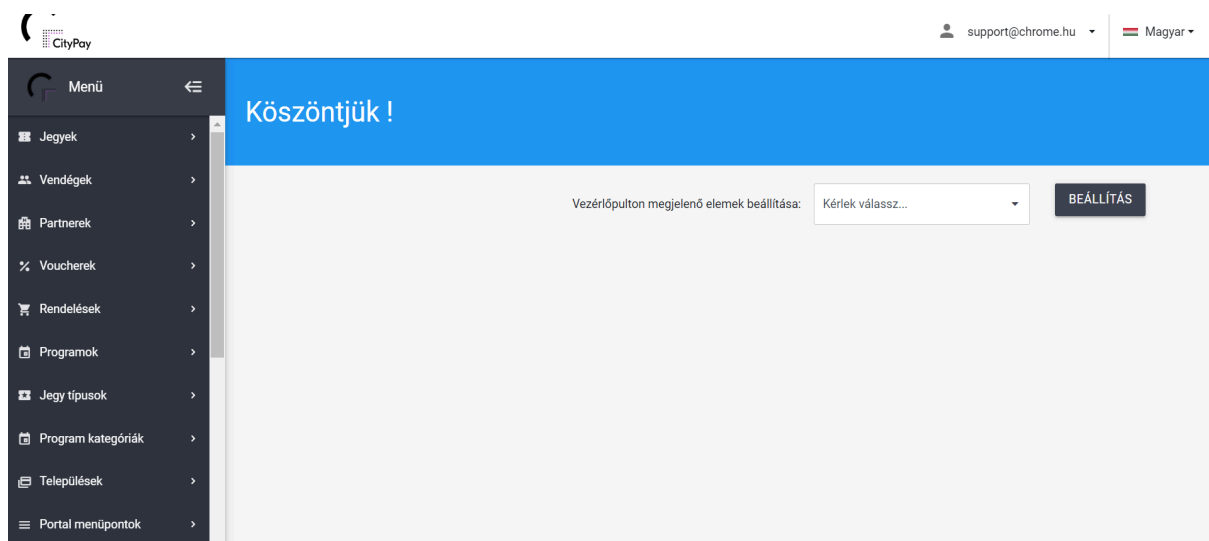 CityPay
support@chrome.hu
Magyar
Menü
Köszöntjük !
Jegyek
Vendégek
Partnerek
Voucherek
Rendelések
Programok
Jegy típusok
Program kategóriák
Települések
Portal menüpontok
Vezérlőpulton megjelenő elemek beállítása:
Kérlek válassz...
BEÁLLÍTÁS